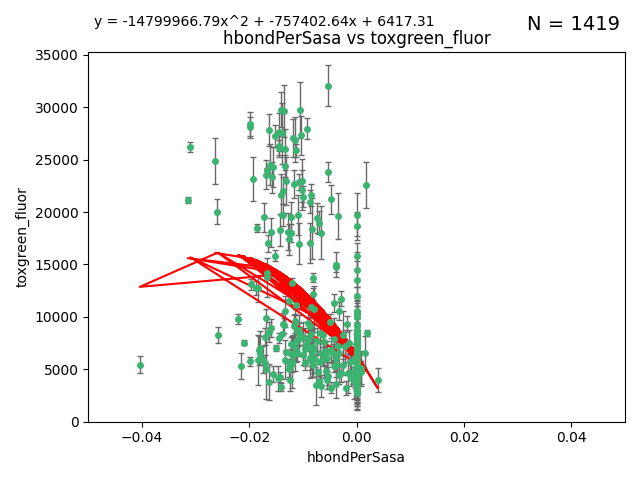 y = -14799966.79x^2 + -757402.64x + 6417.31
N = 1419
hbondPerSasa vs toxgreen_fluor
toxgreen_fluor
35000
30000
25000
20000
15000
10000
5000
0
−0.04
−0.02
0.00
0.02
0.04
hbondPerSasa